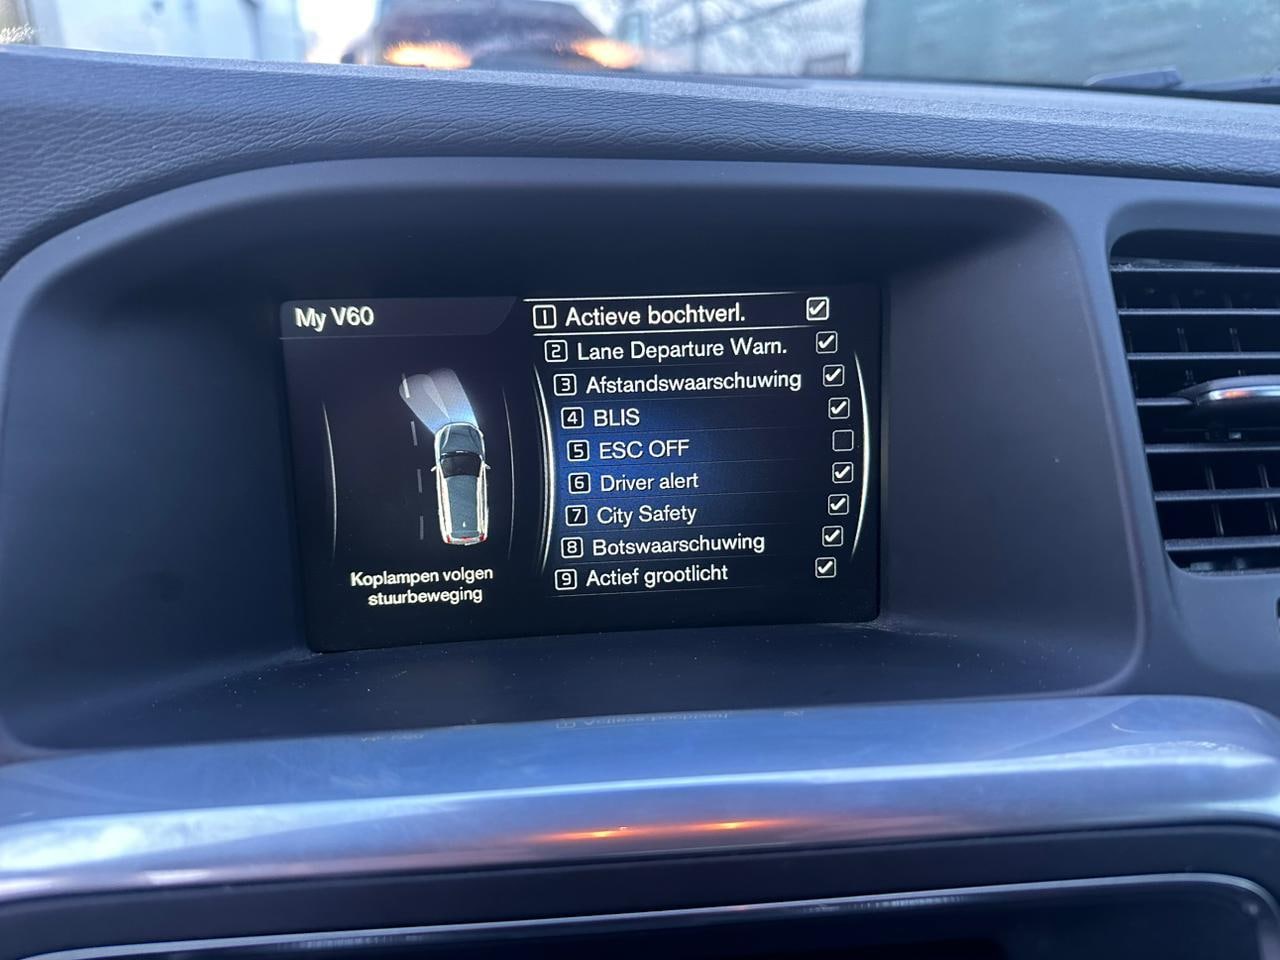 My V60
1 Actieve bochtverl.
2 Lane Departure Warn.
3 Afstandswaarschuwing
4 BLIS
5 ESC OFF
6 Driver alert
7 City Safety
8 Botswaarschuwing
9 Actief grootlicht
Koplampen volgen
stuurbeweging